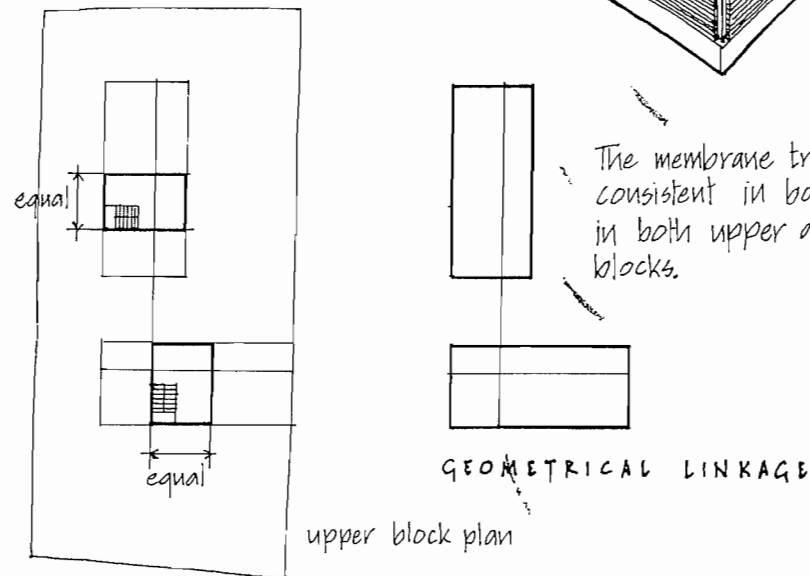 equal
The membrane tr
consistent in bo
in both upper a
blocks.
equal
GEOMETRICAL LINKAGE
upper block plan